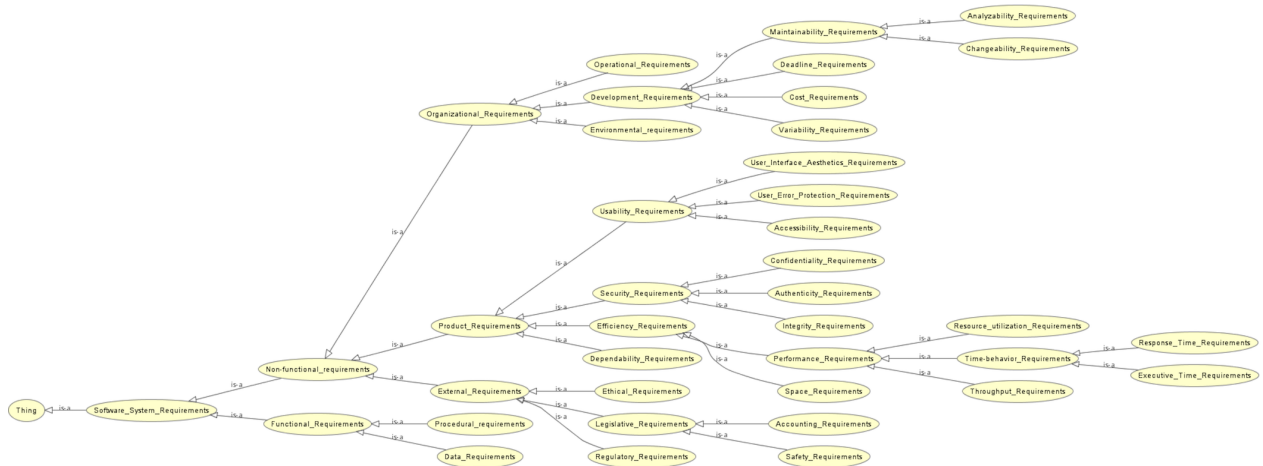 Analyzability_Requirements
Maintainability_Requirements
is-a
is-a
Changeability_Requirements
is-a
Operational_Requirements
Deadline_Requirements
is-a
is-a
Development_Requirements
is-a
Cost_Requirements
is-a
Organizational_Requirements
is-a
is-a
Environmental_requirements
Variability_Requirements
User_Interface_Aesthetics_Requirements
is-a
User_Error_Protection_Requirements
is-a
Usability_Requirements
is-a
Accessibility_Requirements
is-a
is-a
Confidentiality_Requirements
is-a
Security_Requirements
is-a
Authenticity_Requirements
is-a
is-a
Product_Requirements
is-a
Efficiency_Requirements
Integrity_Requirements
Resource_utilization_Requirements
is-a
is-a
is-a
Response_Time_Requirements
is-a
Dependability_Requirements
Performance_Requirements
is-a
Time-behavior_Requirements
is-a
Non-functional_requirements
is-a
is-a
is-a
Executive_Time_Requirements
is-a
External_Requirements
is-a
Ethical_Requirements
Space_Requirements
Throughput_Requirements
Thing
is-a
Software_System_Requirements
is-a
is-a
Functional_Requirements
is-a
Procedural_requirements
Legislative_Requirements
is-a
Accounting_Requirements
is-a
is-a
is-a
Data_Requirements
Regulatory_Requirements
Safety_Requirements